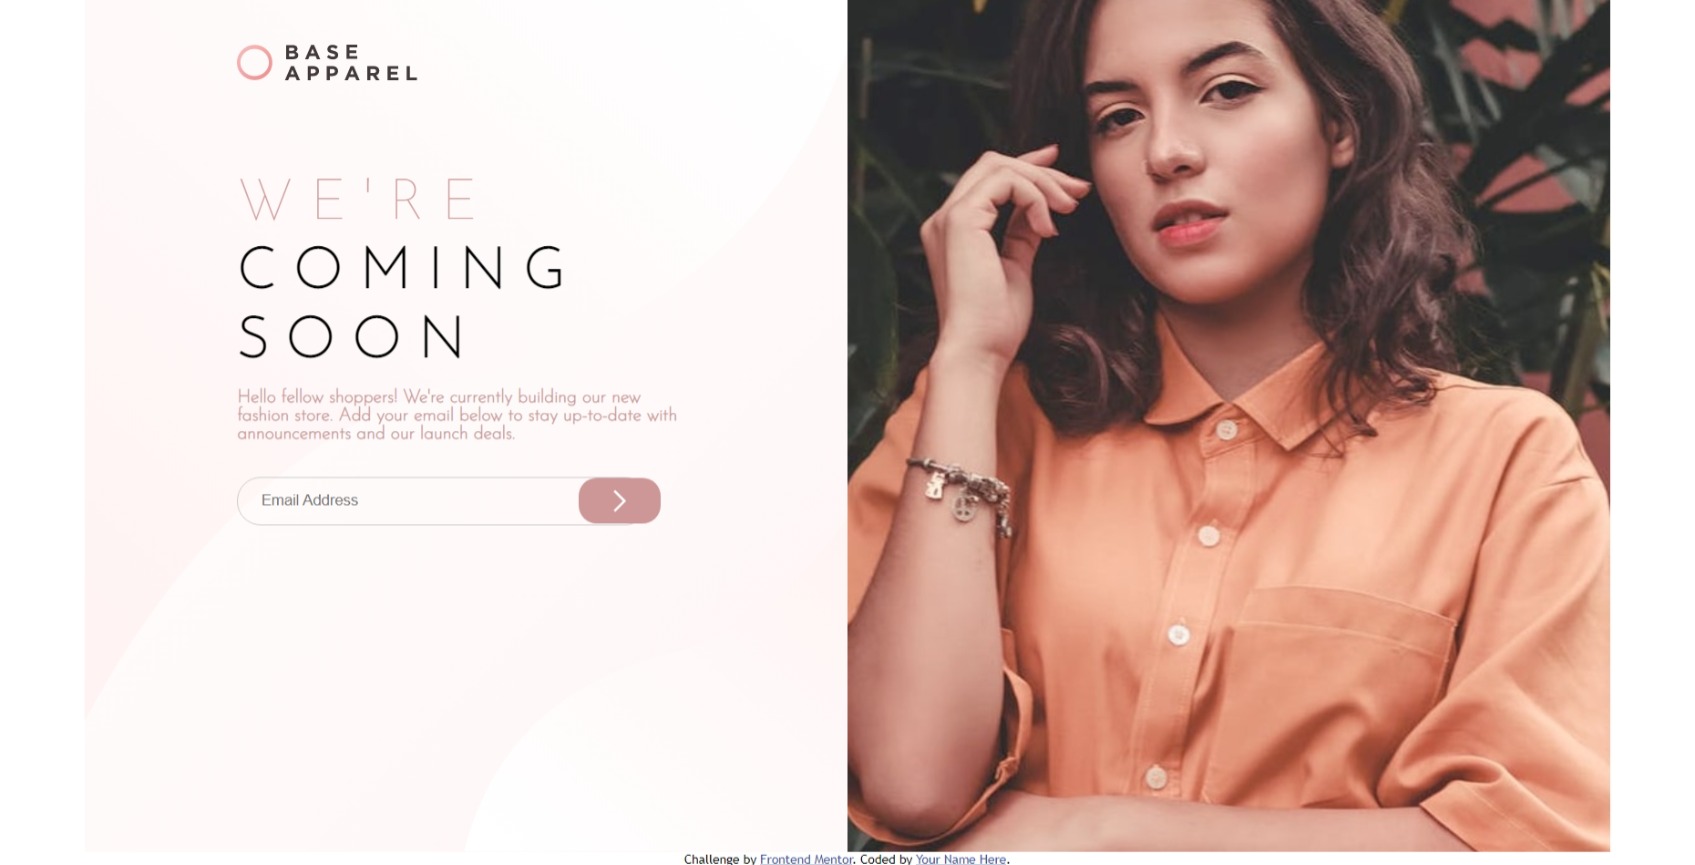 BASE
APPAREL
WE'RE
COMING
SOON
Hello fellow shoppers! We're currently building our new
fashion store. Add your email below to stay up-to-date with
announcements and our launch deals.
Email Address
Challenge by Frontend Mentor. Coded by Your Name Here.